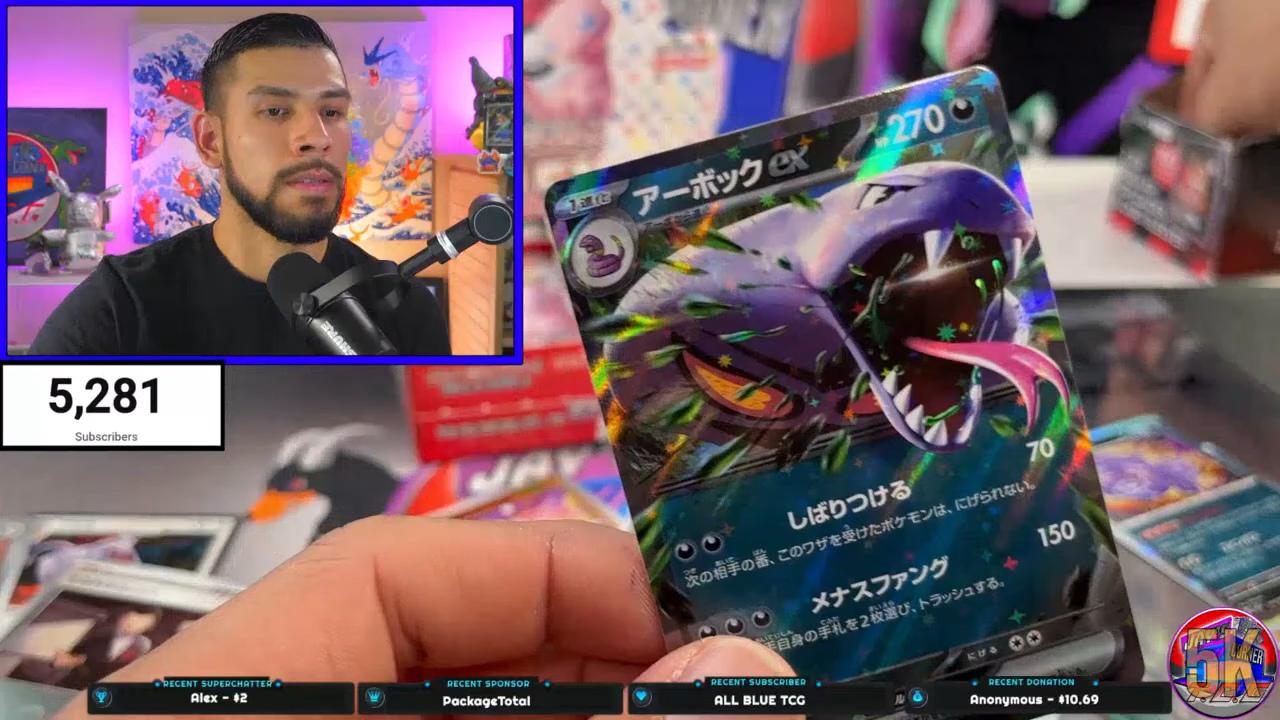 1進化
アーボックex
HP 270
しばりつける 70
次の相手の番、このワザを受けたポケモンは、にげられない。
メナスファング 150
自身の手札を2枚選び、トラッシュする。
にげる
SHURE
5,281
Subscribers
RECENT SUPERCHATTER
Alex - $2
RECENT SPONSOR
PackageTotal
RECENT SUBSCRIBER
ALL BLUE TCG
RECENT DONATION
Anonymous - $10.69
5K